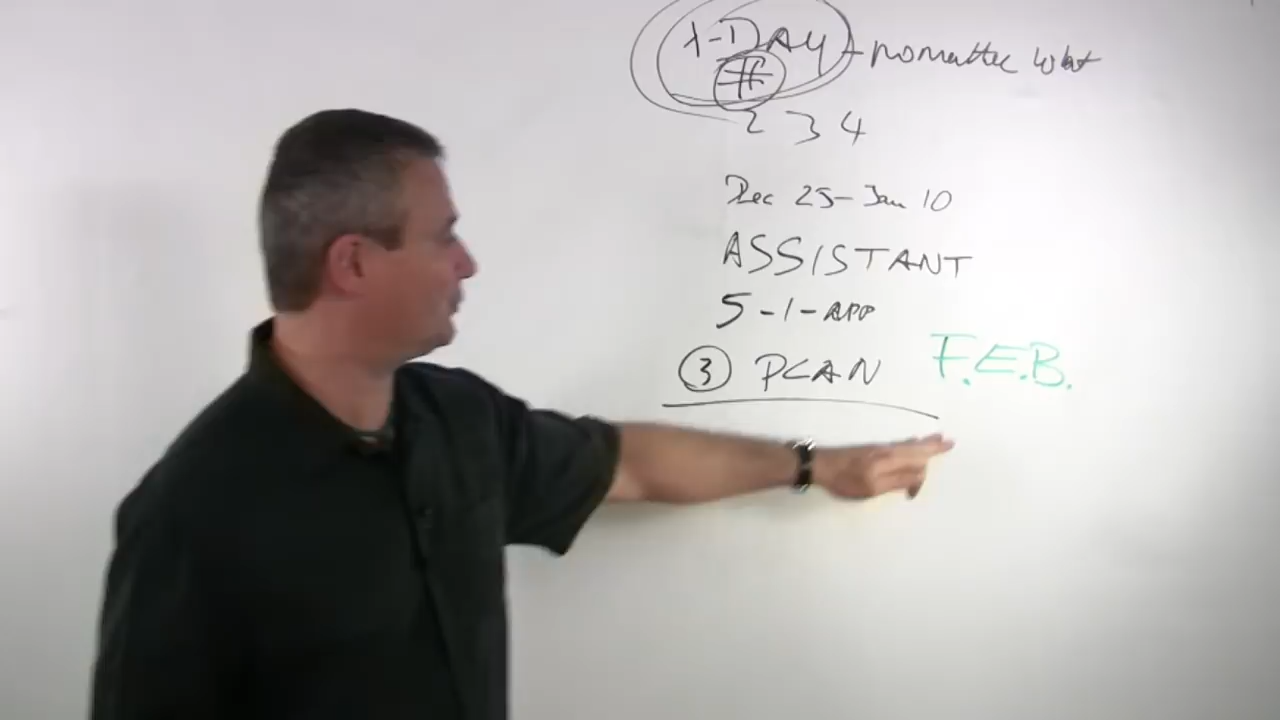 1-DAY - no matter what
#
2 3 4
Dec 25- Jan 10
ASSISTANT
5-1-APP
3 PLAN F.E.B.